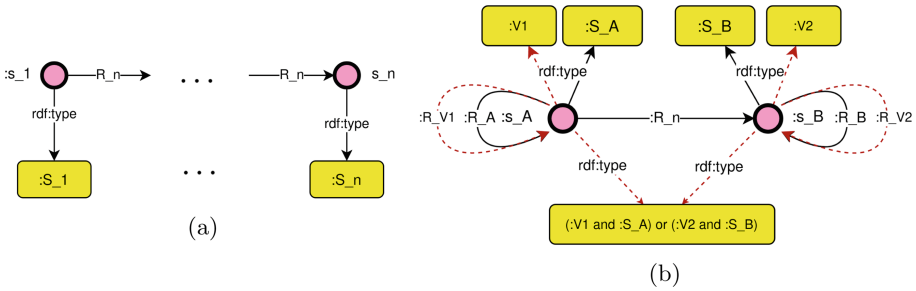 :V1 :S_A :S_B :V2
:s_1 R_n ... R_n s_n
rdf:type rdf:type
rdf:type rdf:type
:R_V1 :R_A :s_A :R_n :s_B :R_B :R_V2
rdf:type rdf:type
:S_1 ... :S_n
(:V1 and :S_A) or (:V2 and :S_B)
(a)
(b)